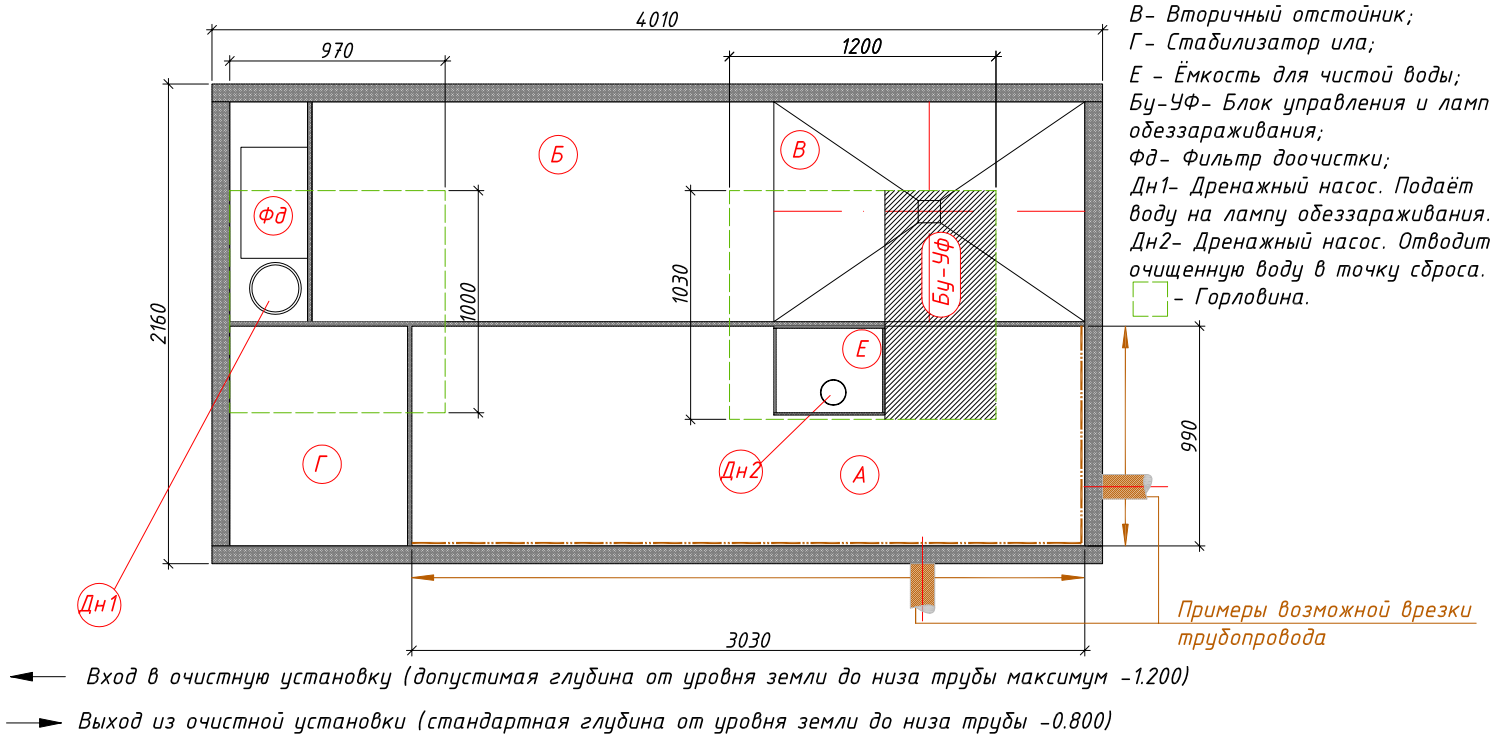 В- Вторичный отстойник;
Г- Стабилизатор ила;
Е - Ёмкость для чистой воды;
Бу-УФ- Блок управления и ламп
обеззараживания;
Фд- Фильтр доочистки;
Дн1- Дренажный насос. Подаёт
воду на лампу обеззараживания.
Дн2- Дренажный насос. Отводит
очищенную воду в точку сброса.
- Горловина.
4010
970
1200
Б
В
Фд
Бу-УФ
1000
1030
2160
Е
990
Г
Дн2
А
Дн1
Примеры возможной врезки
трубопровода
3030
Вход в очистную установку (допустимая глубина от уровня земли до низа трубы максимум -1.200)
Выход из очистной установки (стандартная глубина от уровня земли до низа трубы -0.800)